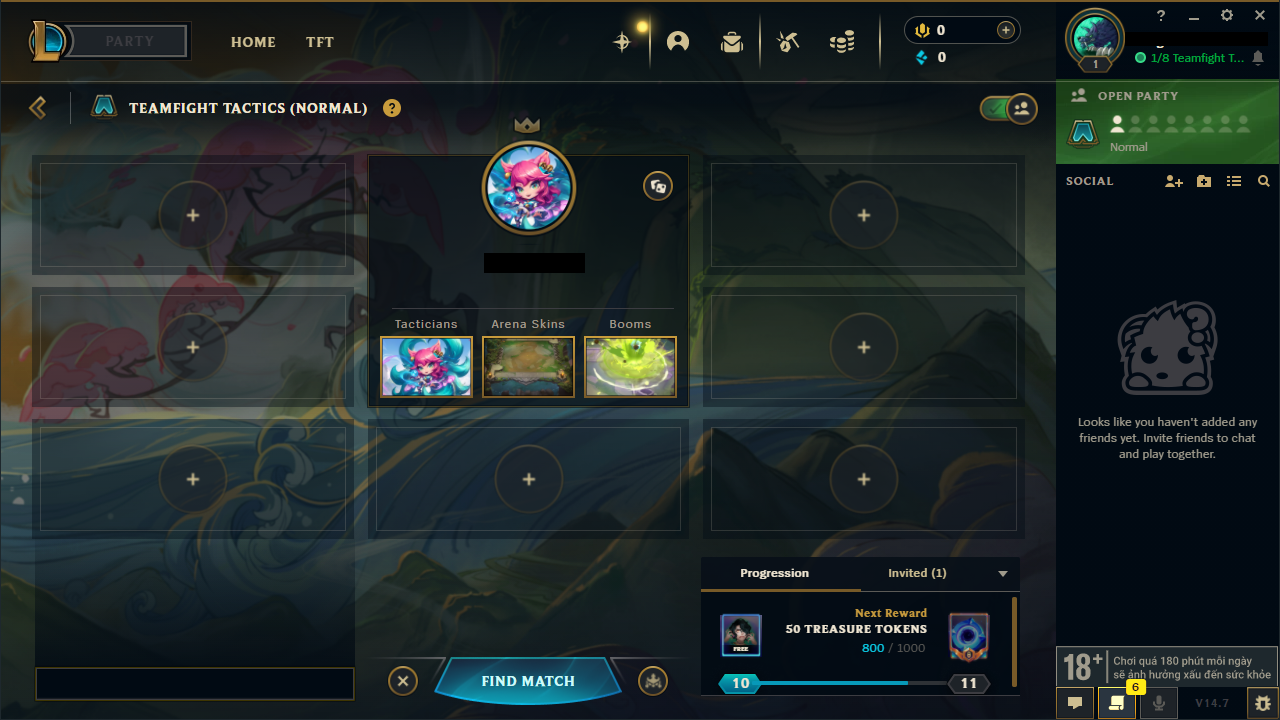 PARTY
HOME
TFT
0
0
?
1
1/8 Teamfight T...
TEAMFIGHT TACTICS (NORMAL)
?
OPEN PARTY
Normal
SOCIAL
Tacticians
Arena Skins
Booms
Looks like you haven't added any
friends yet. Invite friends to chat
and play together.
Progression
Invited (1)
Next Reward
50 TREASURE TOKENS
800 / 1000
FREE
10
11
FIND MATCH
18+
Chơi quá 180 phút mỗi ngày
sẽ ảnh hưởng xấu đến sức khỏe
6
V14.7